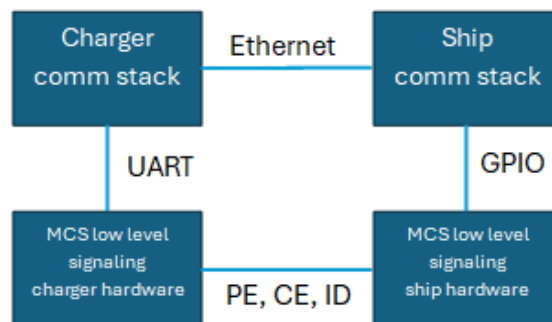 Charger
comm stack
Ethernet
Ship
comm stack
UART
GPIO
MCS low level
signaling
charger hardware
PE, CE, ID
MCS low level
signaling
ship hardware